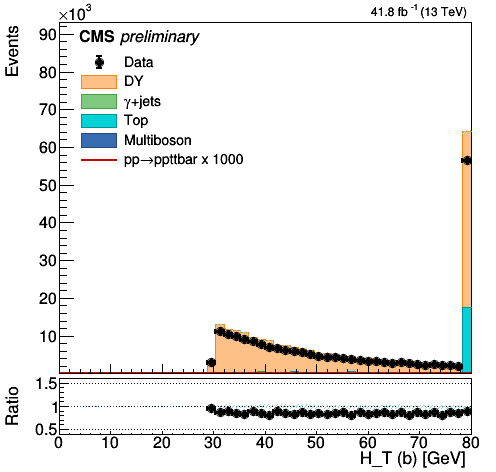 ×10³
41.8 fb⁻¹ (13 TeV)
Events
90
80
70
60
50
40
30
20
10
CMS preliminary
Data
DY
γ+jets
Top
Multiboson
pp→ppttbar x 1000
Ratio
1.5
1
0.5
0 10 20 30 40 50 60 70 80
H_T (b) [GeV]